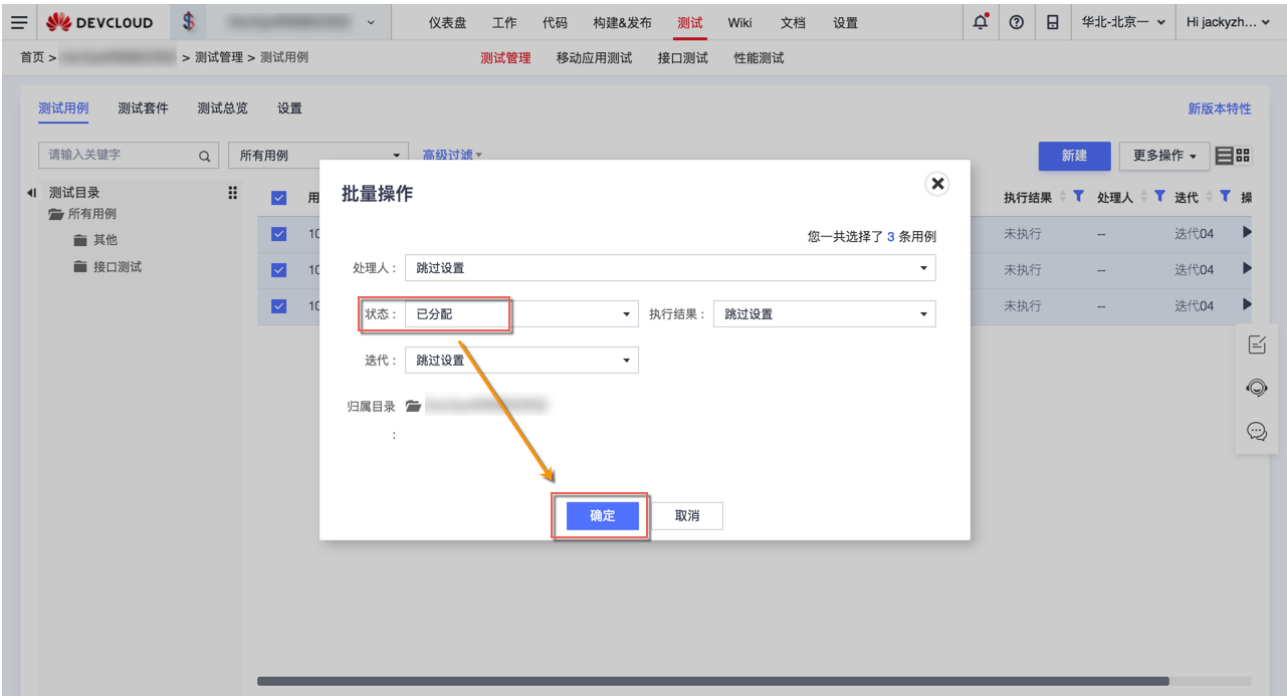 DEVCLOUD 仪表盘 工作 代码 构建&发布 测试 Wiki 文档 设置 华北-北京一 Hi jackyzh...
首页 > > 测试管理 > 测试用例 测试管理 移动应用测试 接口测试 性能测试
测试用例 测试套件 测试总览 设置 新版本特性
请输入关键字 所有用例 高级过滤 新建 更多操作
测试目录 用 执行结果 处理人 迭代 操
所有用例
其他 10 未执行 -- 迭代04
接口测试 10 未执行 -- 迭代04
10 未执行 -- 迭代04
批量操作
您一共选择了 3 条用例
处理人： 跳过设置
状态： 已分配 执行结果： 跳过设置
迭代： 跳过设置
归属目录
：
确定 取消